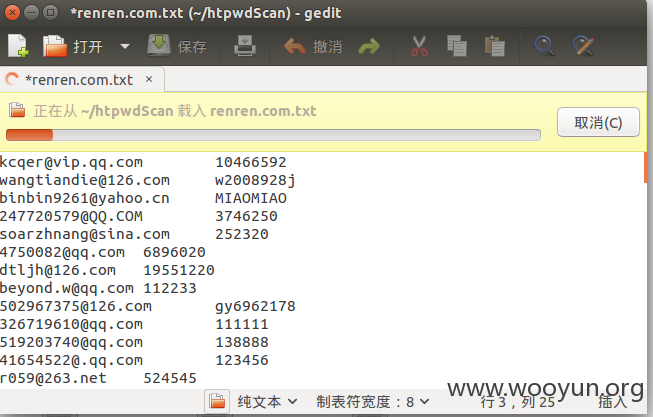 *renren.com.txt (~/htpwdScan) - gedit
打开 保存 撤消
*renren.com.txt ×
正在从 ~/htpwdScan 载入 renren.com.txt
取消(C)
kcqer@vip.qq.com 10466592
wangtiandie@126.com w2008928j
binbin9261@yahoo.cn MIAOMIAO
247720579@QQ.COM 3746250
soarzhnang@sina.com 252320
4750082@qq.com 6896020
dtljh@126.com 19551220
beyond.w@qq.com 112233
502967375@126.com gy6962178
326719610@qq.com 111111
519203740@qq.com 138888
41654522@.qq.com 123456
r059@263.net 524545
www.wooyun.org
纯文本 制表符宽度：8 行 3，列 25 插入